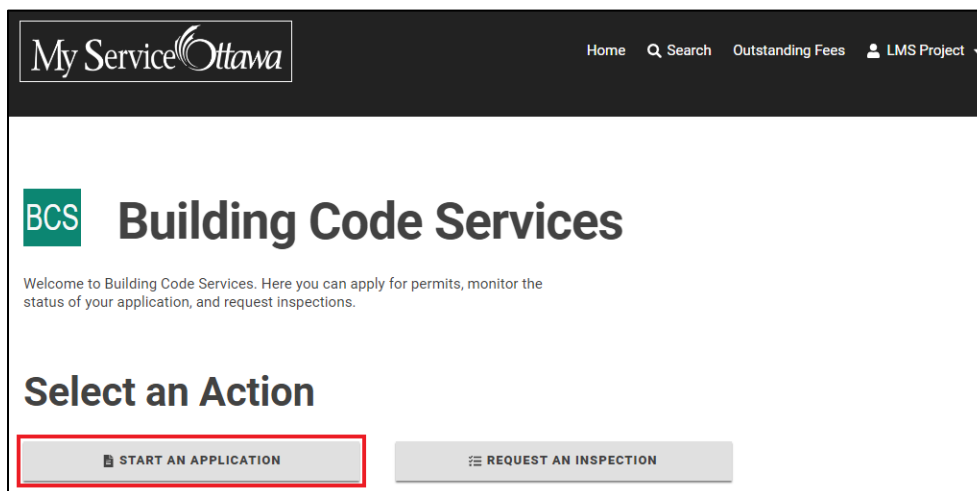 My Service Ottawa
Home Search Outstanding Fees LMS Project
BCS Building Code Services
Welcome to Building Code Services. Here you can apply for permits, monitor the
status of your application, and request inspections.
Select an Action
START AN APPLICATION REQUEST AN INSPECTION